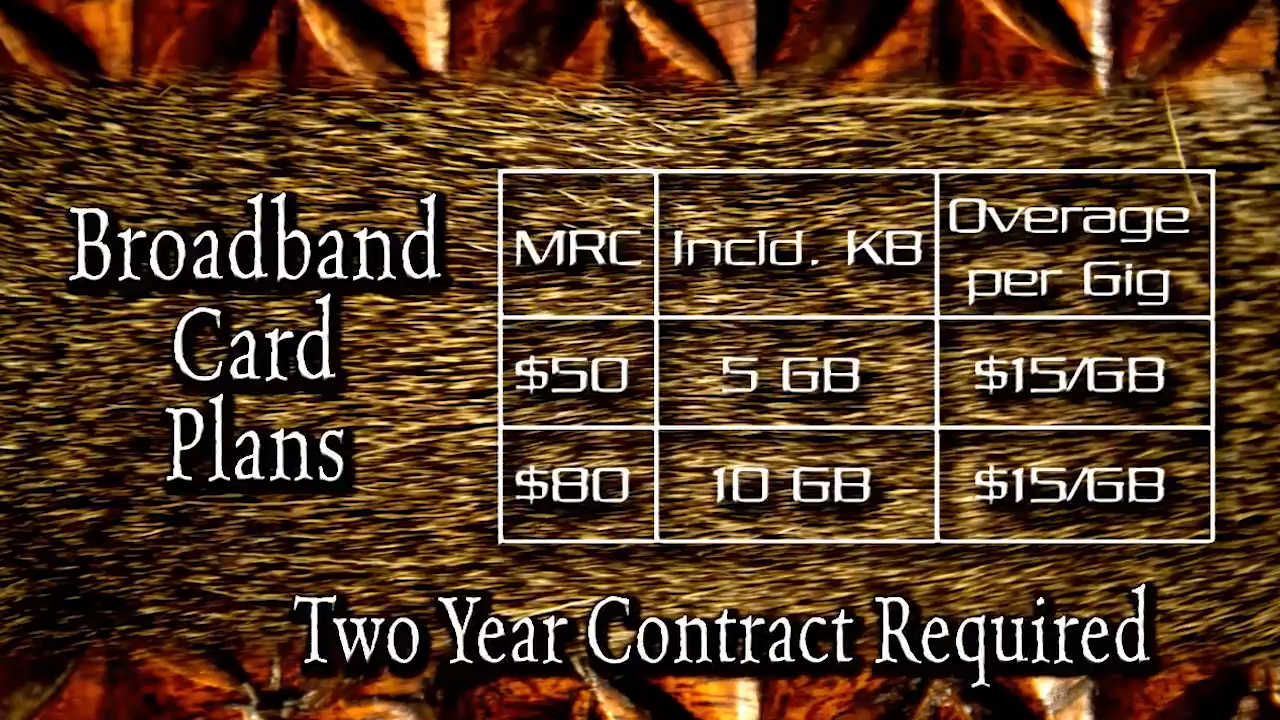 Broadband
Card
Plans
MRC Incld. KB Overage per Gig
$50 5 GB $15/GB
$80 10 GB $15/GB
Two Year Contract Required